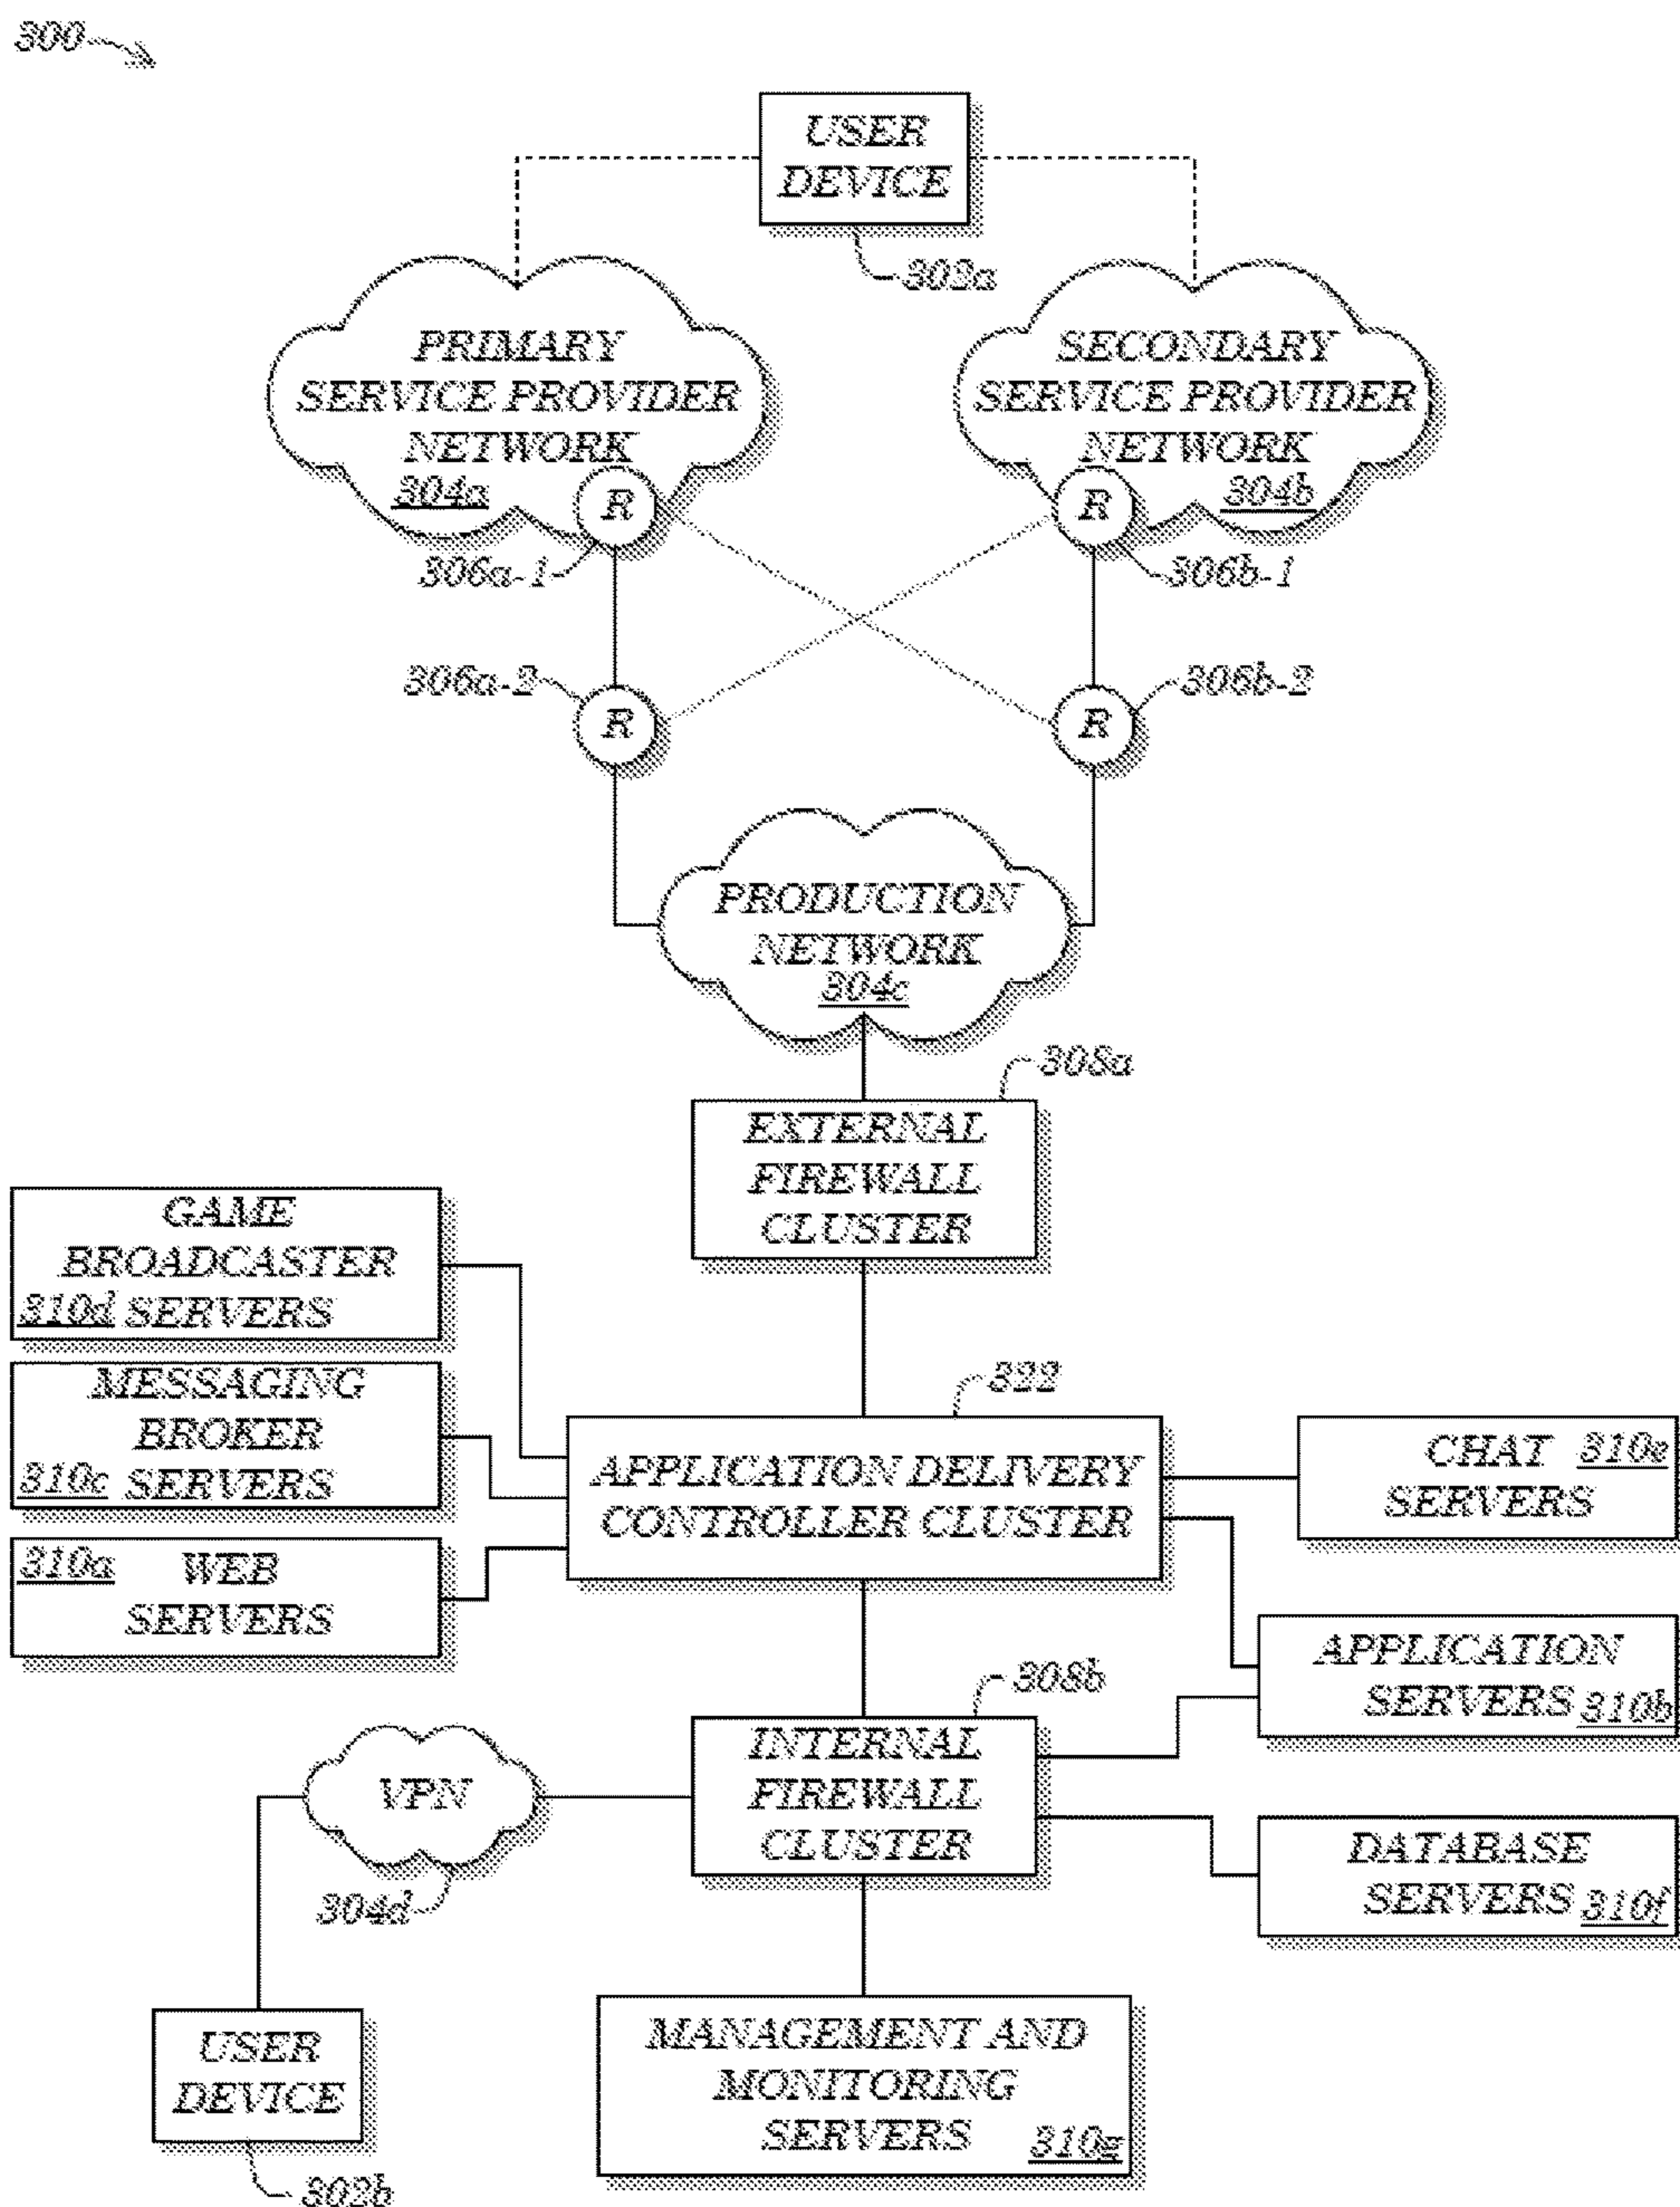 300
USER
DEVICE
302a
PRIMARY
SERVICE PROVIDER
NETWORK
304a
R
306a-1
SECONDARY
SERVICE PROVIDER
NETWORK
304b
R
306b-1
306a-2
R
306b-2
R
PRODUCTION
NETWORK
304c
308a
EXTERNAL
FIREWALL
CLUSTER
GAME
BROADCASTER
310d SERVERS
MESSAGING
BROKER
310c SERVERS
310a WEB
SERVERS
322
APPLICATION DELIVERY
CONTROLLER CLUSTER
CHAT 310e
SERVERS
APPLICATION
SERVERS 310b
308b
INTERNAL
FIREWALL
CLUSTER
VPN
304d
DATABASE
SERVERS 310f
USER
DEVICE
302b
MANAGEMENT AND
MONITORING
SERVERS 310g